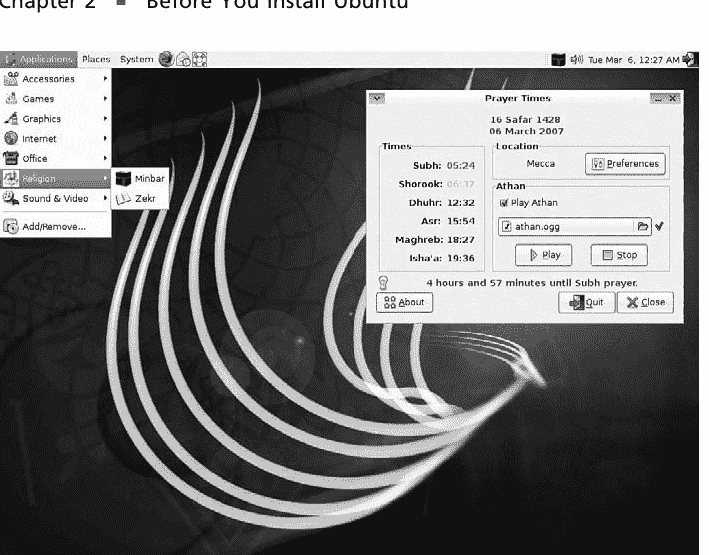 Chapter 2 ■ Before You Install Ubuntu
Applications Places System
Tue Mar 6, 12:27 AM
Accessories
Games
Graphics
Internet
Office
Religion
Sound & Video
Add/Remove...
Minbar
Zekr
Prayer Times
16 Safar 1428
06 March 2007
Times
Subh: 05:24
Shorook: 06:37
Dhuhr: 12:32
Asr: 15:54
Maghreb: 18:27
Isha'a: 19:36
Location
Mecca
Preferences
Athan
Play Athan
athan.ogg
Play
Stop
4 hours and 57 minutes until Subh prayer.
About
Quit
Close